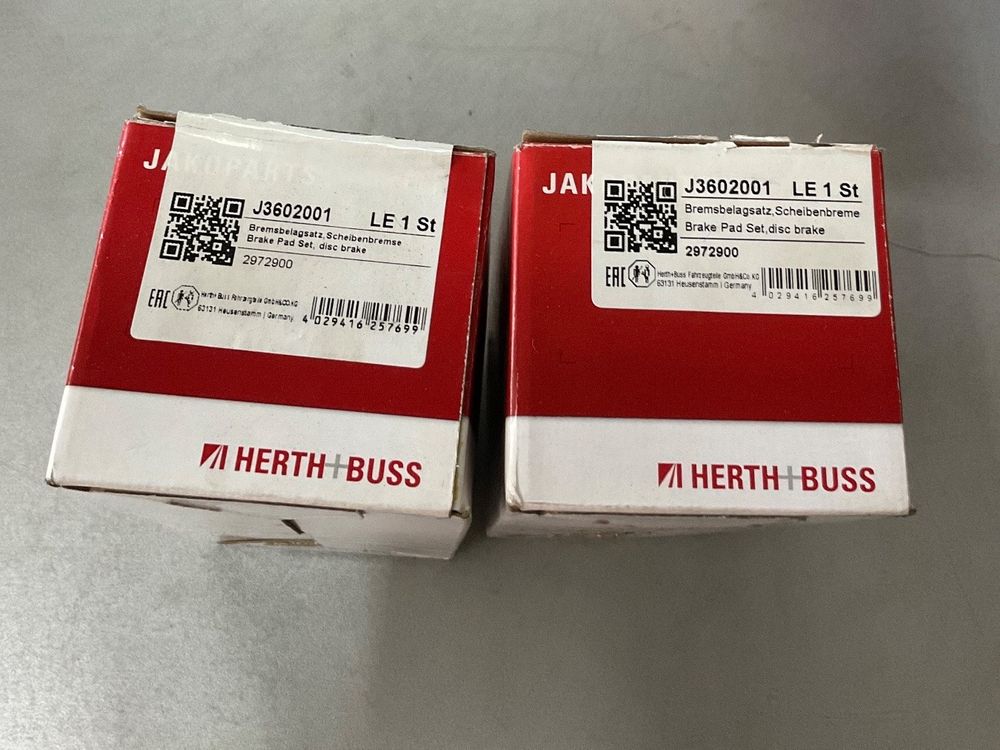 JAKOPARTS
J3602001 LE 1 St
Bremsbelagsatz,Scheibenbremse
Brake Pad Set, disc brake
2972900
EAC
Herth+Buss Fahrzeugteile GmbH&CO.KG
63131 Heusenstamm | Germany
4 029416 257699
HERTH+BUSS
JAK
J3602001 LE 1 St
Bremsbelagsatz,Scheibenbreme
Brake Pad Set,disc brake
2972900
EAC
Herth+Buss Fahrzeugteile GmbH&Co.KG
63131 Heusenstamm | Germany
4 029416 257699
HERTH+BUSS